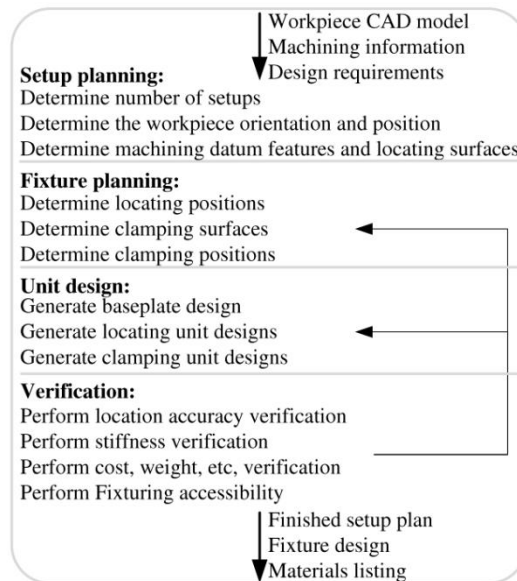 Workpiece CAD model
Machining information
Design requirements
Setup planning:
Determine number of setups
Determine the workpiece orientation and position
Determine machining datum features and locating surfaces
Fixture planning:
Determine locating positions
Determine clamping surfaces
Determine clamping positions
Unit design:
Generate baseplate design
Generate locating unit designs
Generate clamping unit designs
Verification:
Perform location accuracy verification
Perform stiffness verification
Perform cost, weight, etc, verification
Perform Fixturing accessibility
Finished setup plan
Fixture design
Materials listing